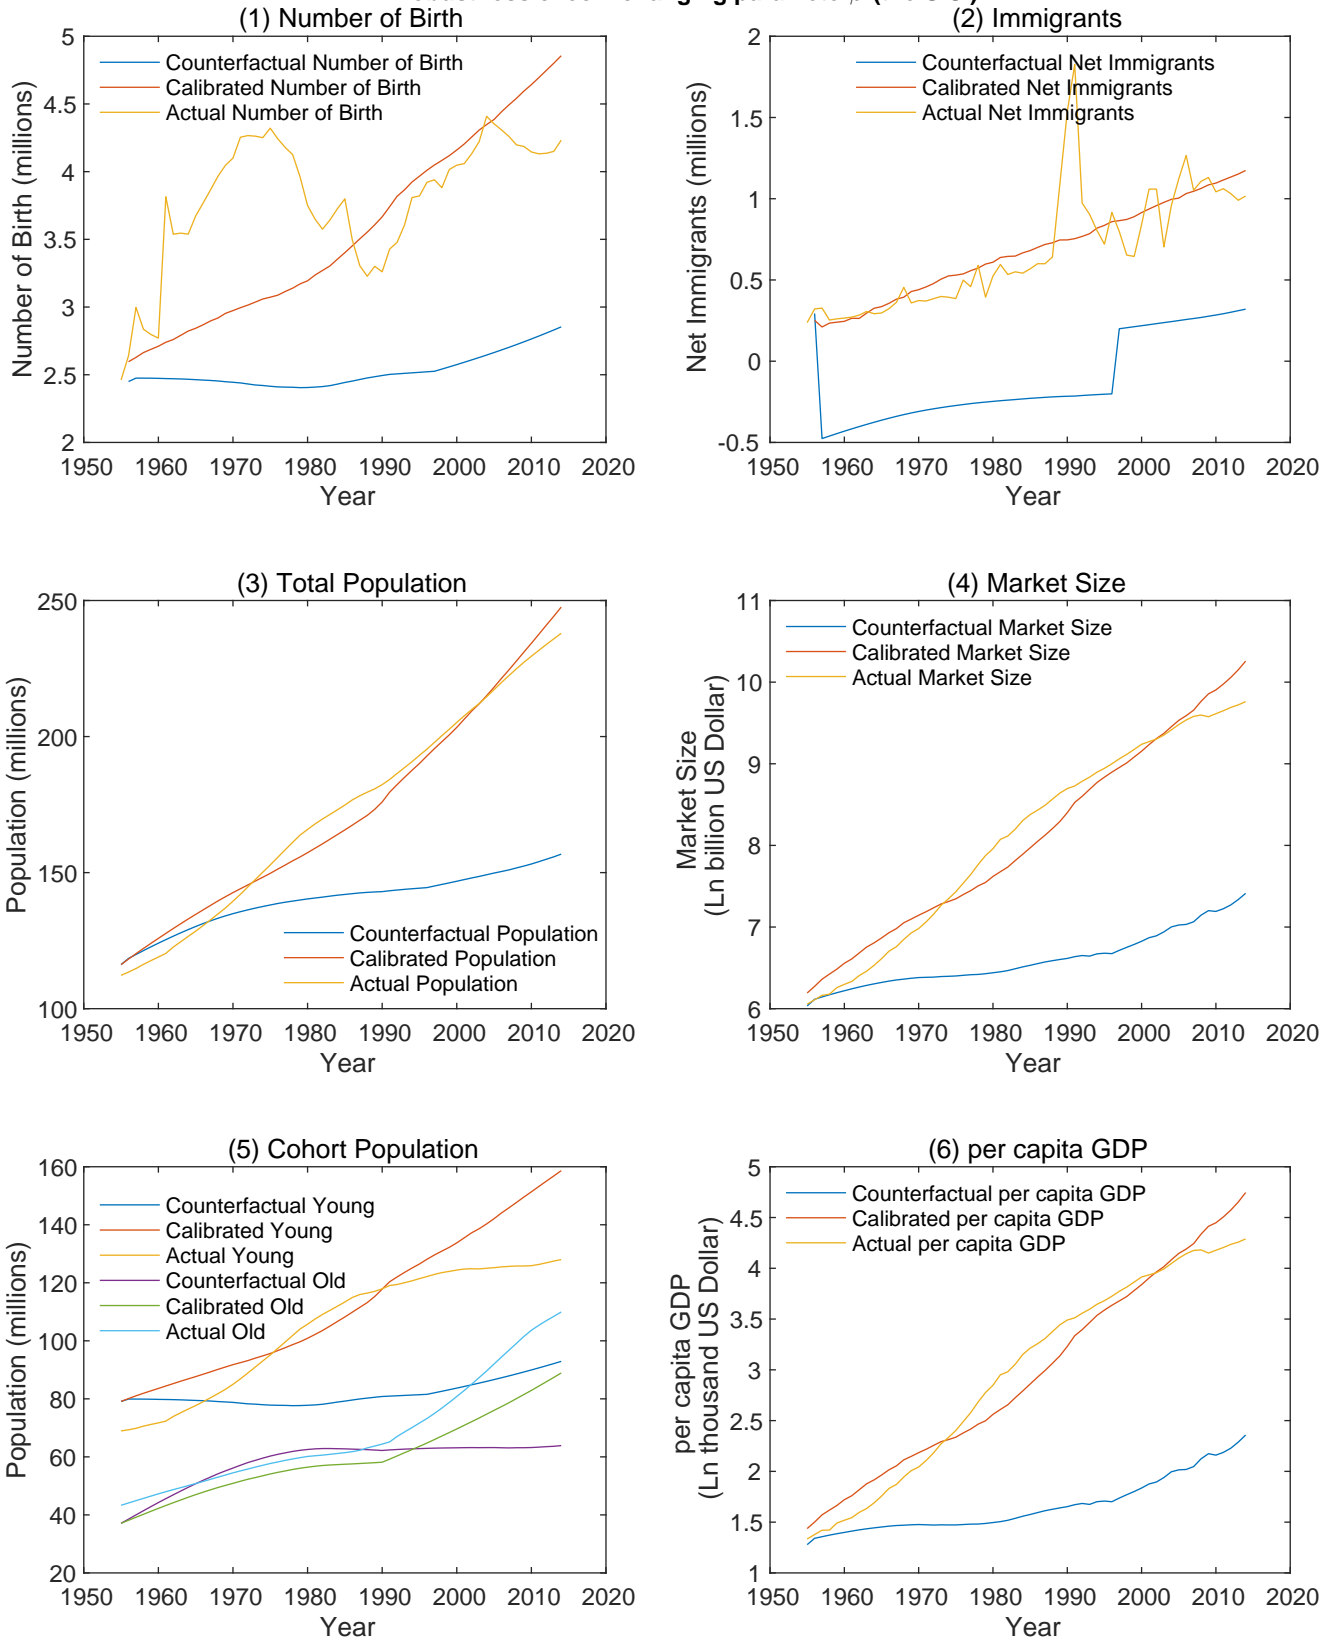 (1) Number of Birth
5
4.5
4
3.5
3
2.5
2
Number of Birth (millions)
Counterfactual Number of Birth
Calibrated Number of Birth
Actual Number of Birth
1950 1960 1970 1980 1990 2000 2010 2020
Year
(2) Immigrants
2
1.5
1
0.5
0
-0.5
Net Immigrants (millions)
Counterfactual Net Immigrants
Calibrated Net Immigrants
Actual Net Immigrants
1950 1960 1970 1980 1990 2000 2010 2020
Year
(3) Total Population
250
200
150
100
Population (millions)
Counterfactual Population
Calibrated Population
Actual Population
1950 1960 1970 1980 1990 2000 2010 2020
Year
(4) Market Size
11
10
9
8
7
6
Market Size
(Ln billion US Dollar)
Counterfactual Market Size
Calibrated Market Size
Actual Market Size
1950 1960 1970 1980 1990 2000 2010 2020
Year
(5) Cohort Population
160
140
120
100
80
60
40
20
Population (millions)
Counterfactual Young
Calibrated Young
Actual Young
Counterfactual Old
Calibrated Old
Actual Old
1950 1960 1970 1980 1990 2000 2010 2020
Year
(6) per capita GDP
5
4.5
4
3.5
3
2.5
2
1.5
1
per capita GDP
(Ln thousand US Dollar)
Counterfactual per capita GDP
Calibrated per capita GDP
Actual per capita GDP
1950 1960 1970 1980 1990 2000 2010 2020
Year